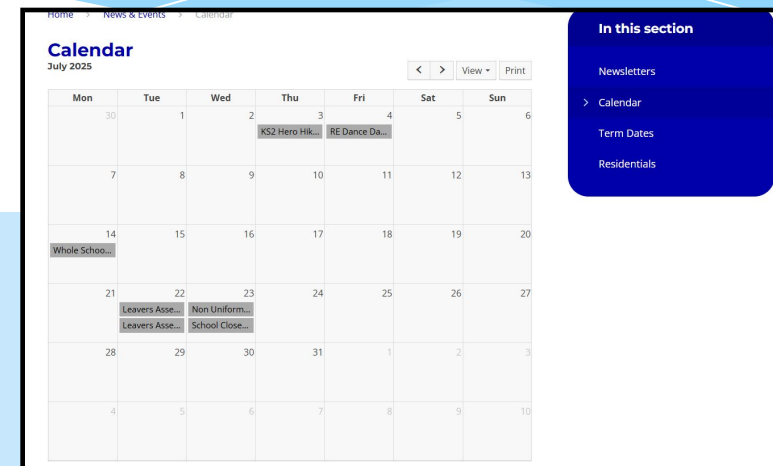 Home > News & Events > Calendar
Calendar
July 2025
< > View Print
Mon Tue Wed Thu Fri Sat Sun
30 1 2 3 4 5 6
KS2 Hero Hik... RE Dance Da...
7 8 9 10 11 12 13
14 15 16 17 18 19 20
Whole Schoo...
21 22 23 24 25 26 27
Leavers Asse... Non Uniform...
Leavers Asse... School Close...
28 29 30 31 1 2 3
4 5 6 7 8 9 10
In this section
Newsletters
> Calendar
Term Dates
Residentials